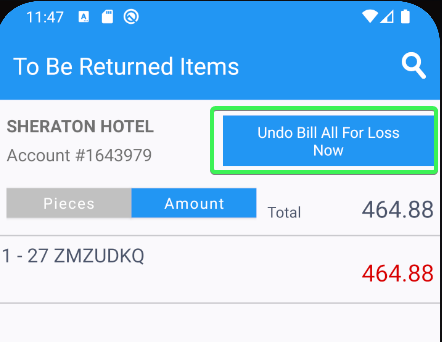 11:47
To Be Returned Items
SHERATON HOTEL
Account #1643979
Undo Bill All For Loss
Now
Pieces
Amount
Total
464.88
1 - 27 ZMZUDKQ
464.88